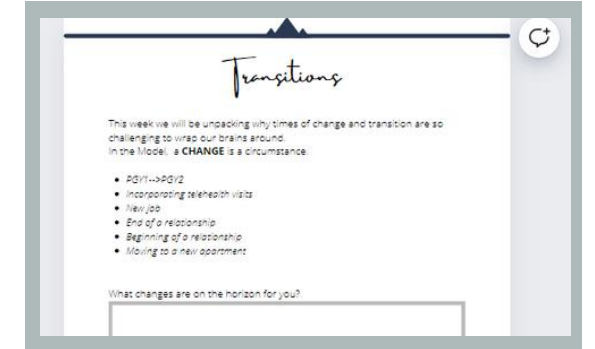 Transitions
This week we will be unpacking why times of change and transition are so
challenging to wrap our brains around.
In the Model, a CHANGE is a circumstance.
• PGY1-->PGY2
• Incorporating telehealth visits
• New job
• End of a relationship
• Beginning of a relationship
• Moving to a new apartment
What changes are on the horizon for you?